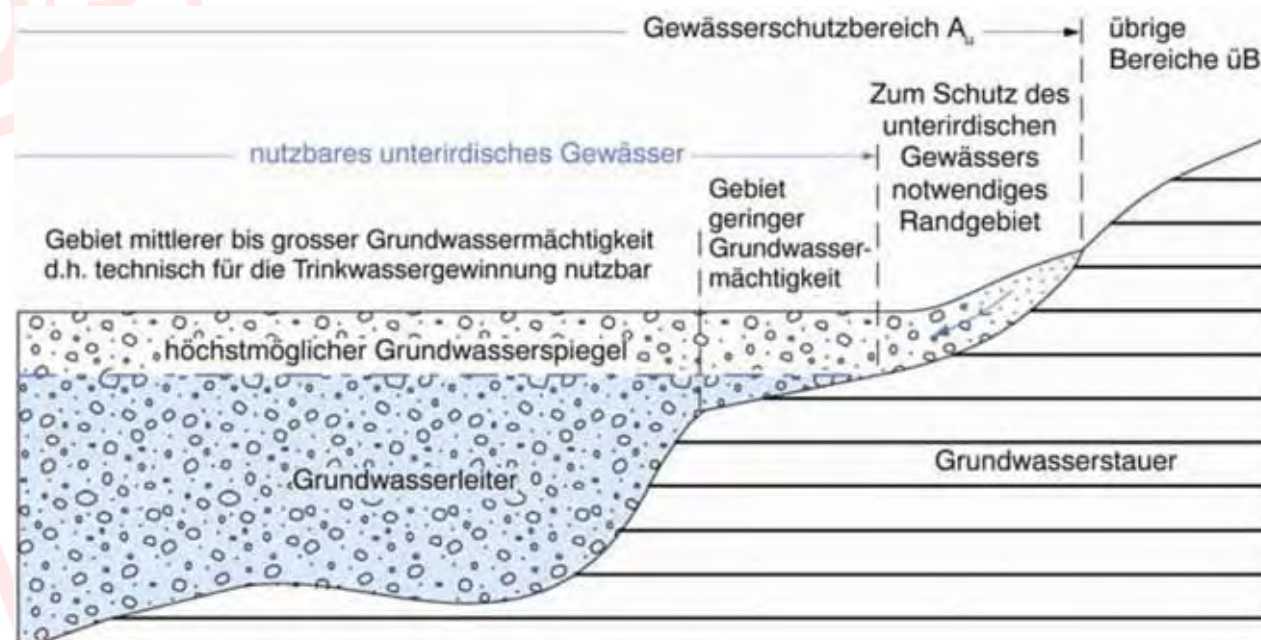 Gewässerschutzbereich Au
übrige
Bereiche üB
Zum Schutz des
unterirdischen
Gewässers
notwendiges
Randgebiet
nutzbares unterirdisches Gewässer
Gebiet
geringer
Grundwasser-
mächtigkeit
Gebiet mittlerer bis grosser Grundwassermächtigkeit
d.h. technisch für die Trinkwassergewinnung nutzbar
höchstmöglicher Grundwasserspiegel
Grundwasserleiter
Grundwasserstauer